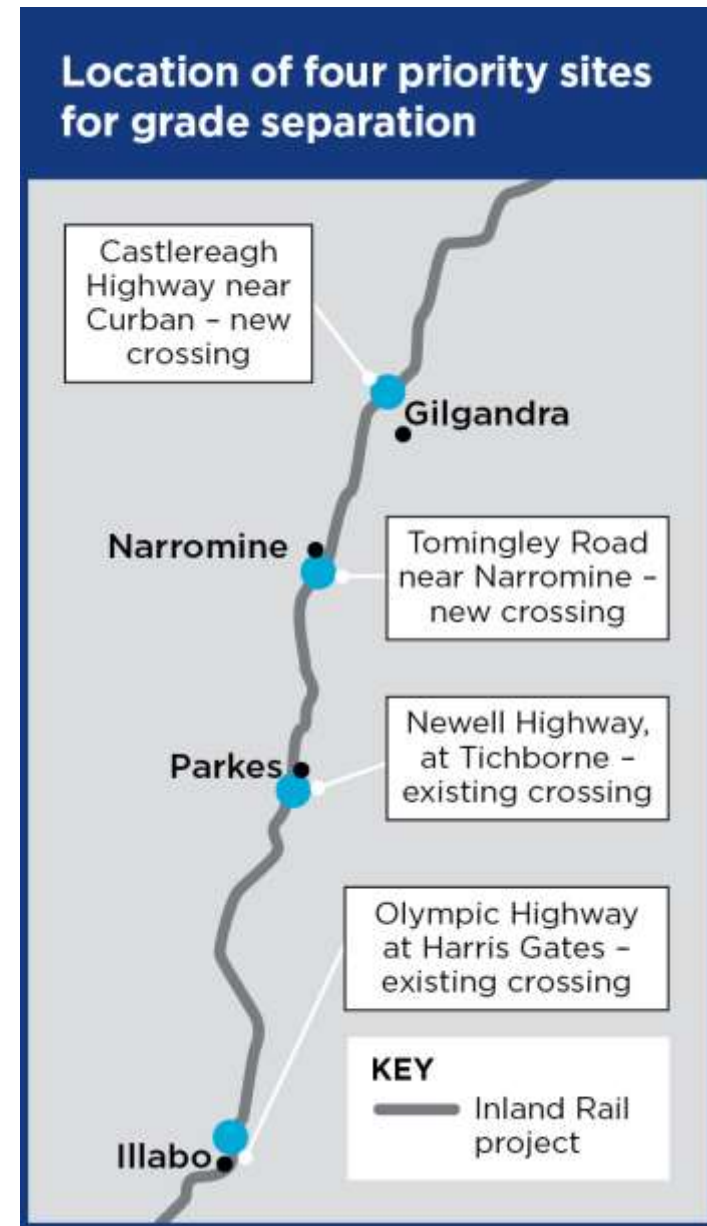 Location of four priority sites
for grade separation
Castlereagh
Highway near
Curban – new
crossing
Gilgandra
Narromine
Tomingley Road
near Narromine –
new crossing
Newell Highway,
at Tichborne –
existing crossing
Parkes
Olympic Highway
at Harris Gates –
existing crossing
KEY
Inland Rail
project
Illabo